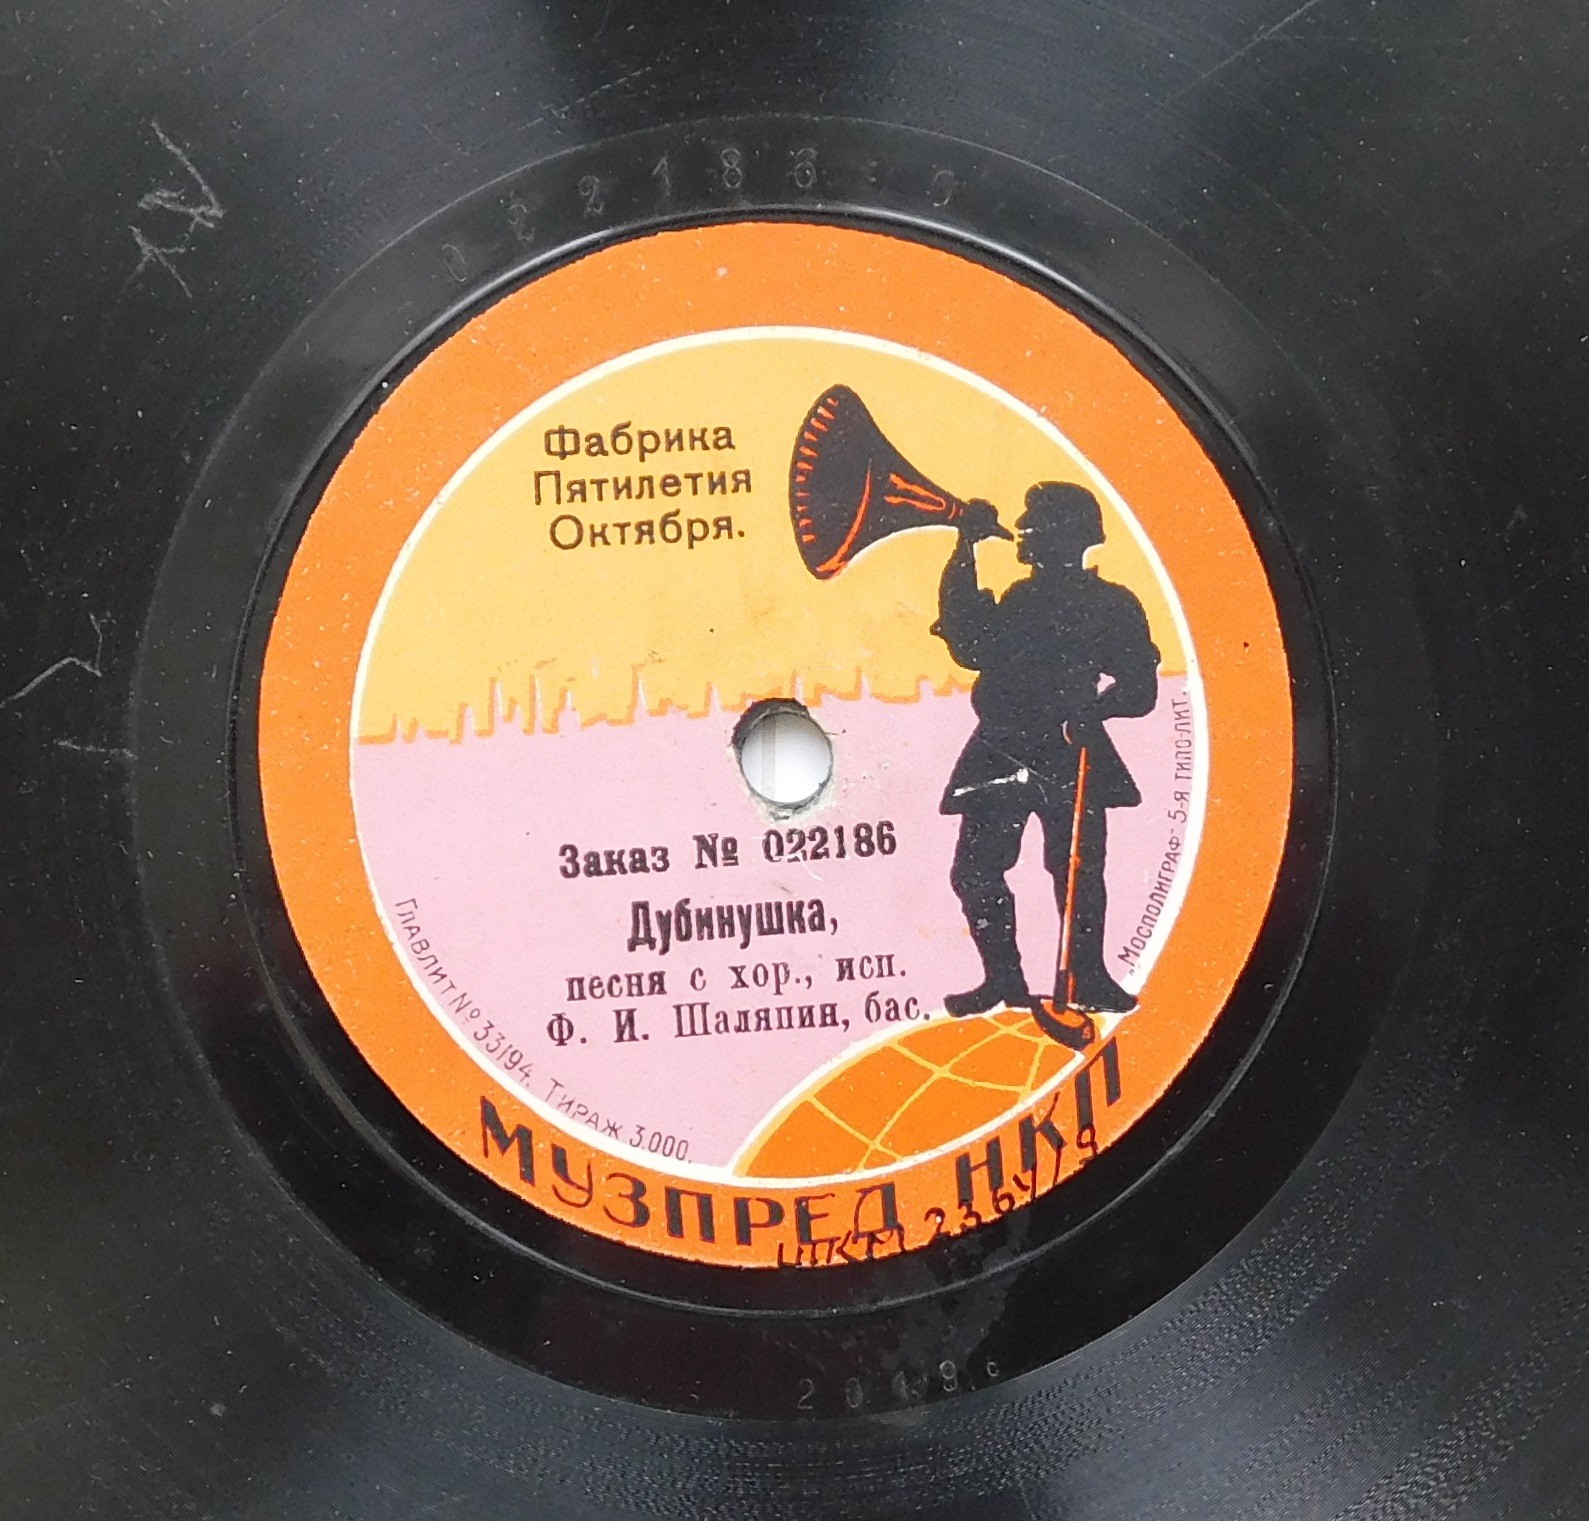 022186
Фабрика
Пятилетия
Октября.
Заказ № 022186
Дубинушка,
песня с хор., исп.
Ф. И. Шаляпин, бас.
Главлит № 33194. Тираж 3.000.
„Мосполиграф" 5-я типо-лит.
МУЗПРЕД НКП